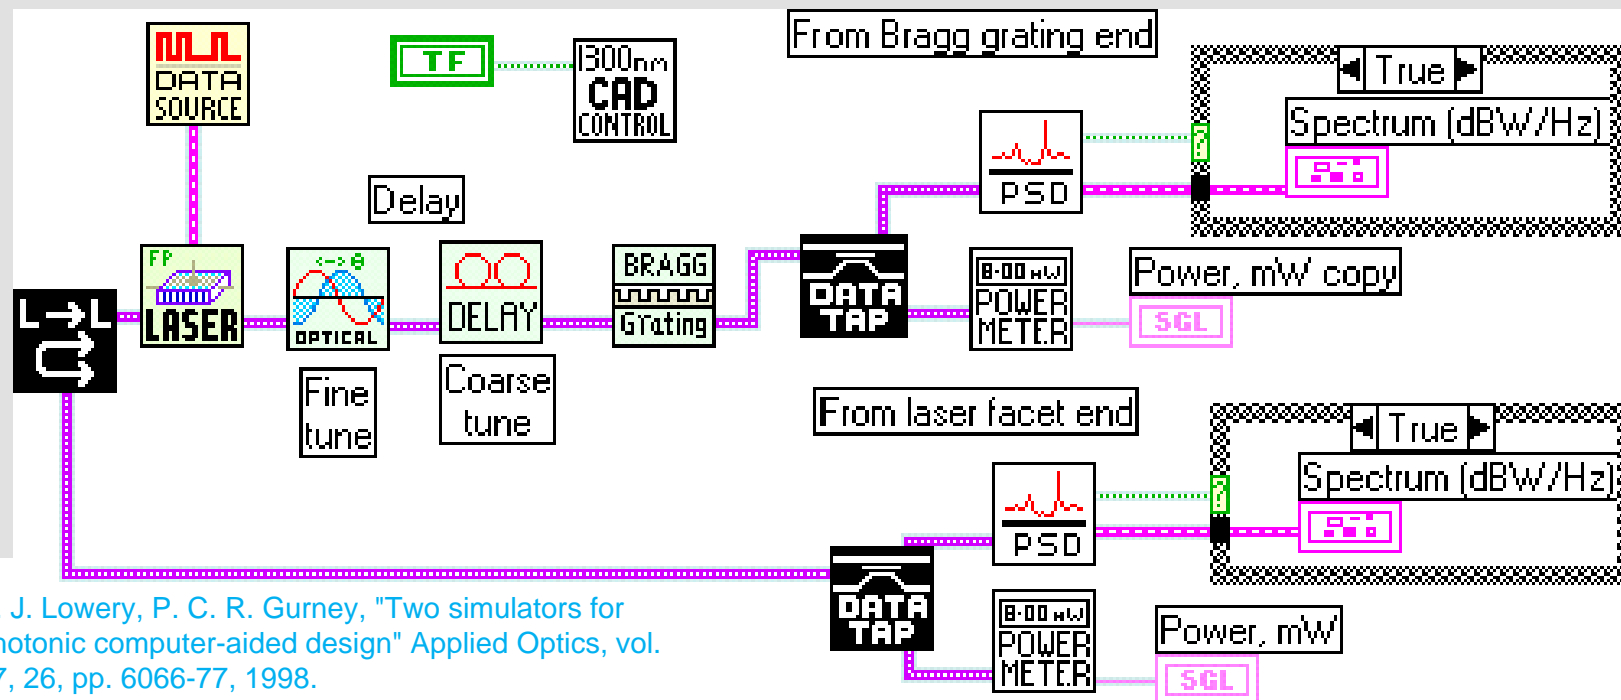 From Bragg grating end
DATA
SOURCE
TF
1300nm
CAD
CONTROL
True
Spectrum (dBW/Hz)
?
PSD
Delay
FP
LASER
<->θ
OPTICAL
DELAY
BRAGG
Grating
DATA
TAP
8·00 mW
POWER
METER
Power, mW copy
SGL
L→L
Fine
tune
Coarse
tune
From laser facet end
True
Spectrum (dBW/Hz)
?
PSD
DATA
TAP
8·00 mW
POWER
METER
Power, mW
SGL
. J. Lowery, P. C. R. Gurney, "Two simulators for
hotonic computer-aided design" Applied Optics, vol.
7, 26, pp. 6066-77, 1998.